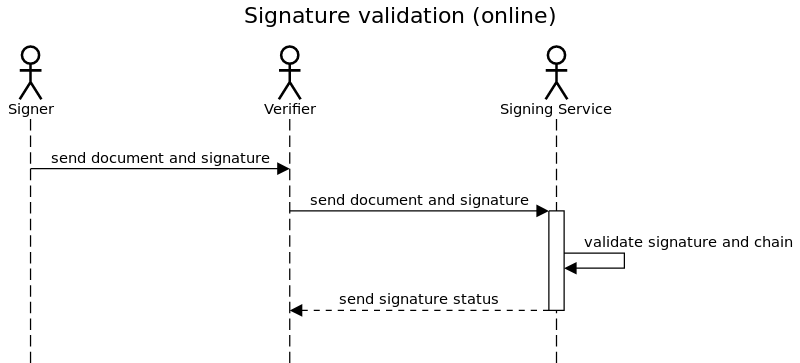 Signature validation (online)
Signer
Verifier
Signing Service
send document and signature
send document and signature
validate signature and chain
send signature status